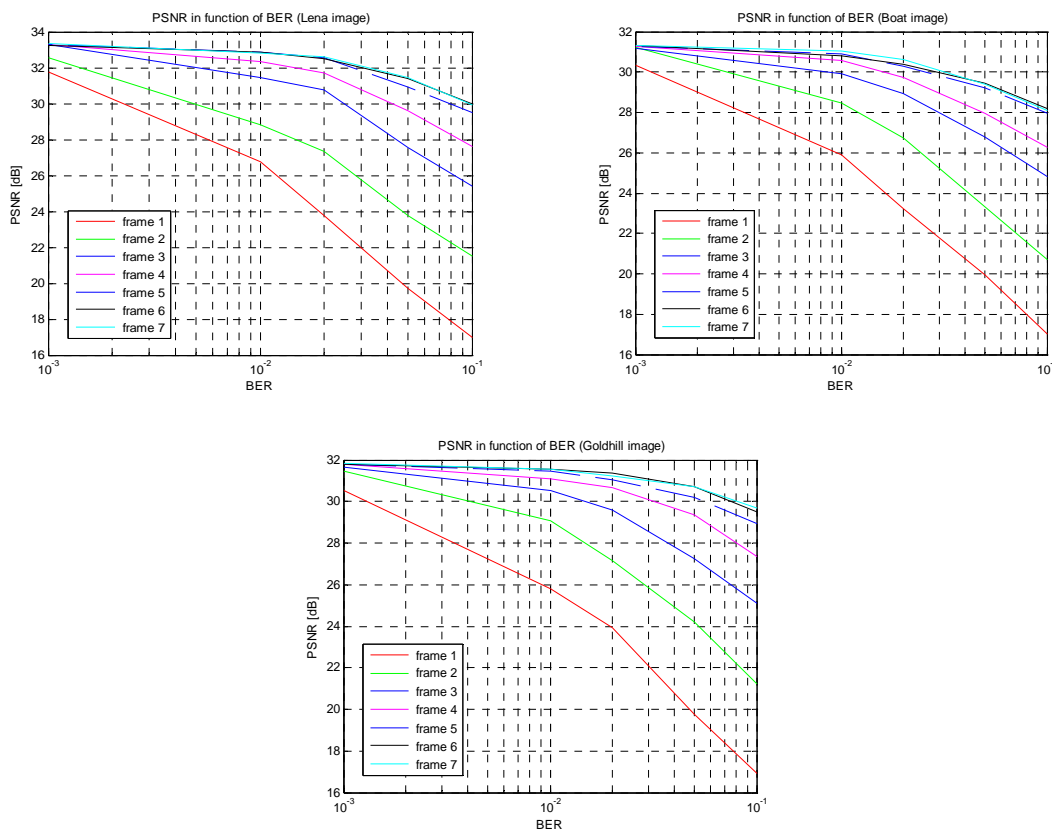 PSNR in function of BER (Lena image)
34
32
30
28
26
24
22
20
18
16
PSNR [dB]
frame 1
frame 2
frame 3
frame 4
frame 5
frame 6
frame 7
10^-3
10^-2
10^-1
BER
PSNR in function of BER (Boat image)
32
30
28
26
24
22
20
18
16
PSNR [dB]
frame 1
frame 2
frame 3
frame 4
frame 5
frame 6
frame 7
10^-3
10^-2
10^-1
BER
PSNR in function of BER (Goldhill image)
32
30
28
26
24
22
20
18
16
PSNR [dB]
frame 1
frame 2
frame 3
frame 4
frame 5
frame 6
frame 7
10^-3
10^-2
10^-1
BER